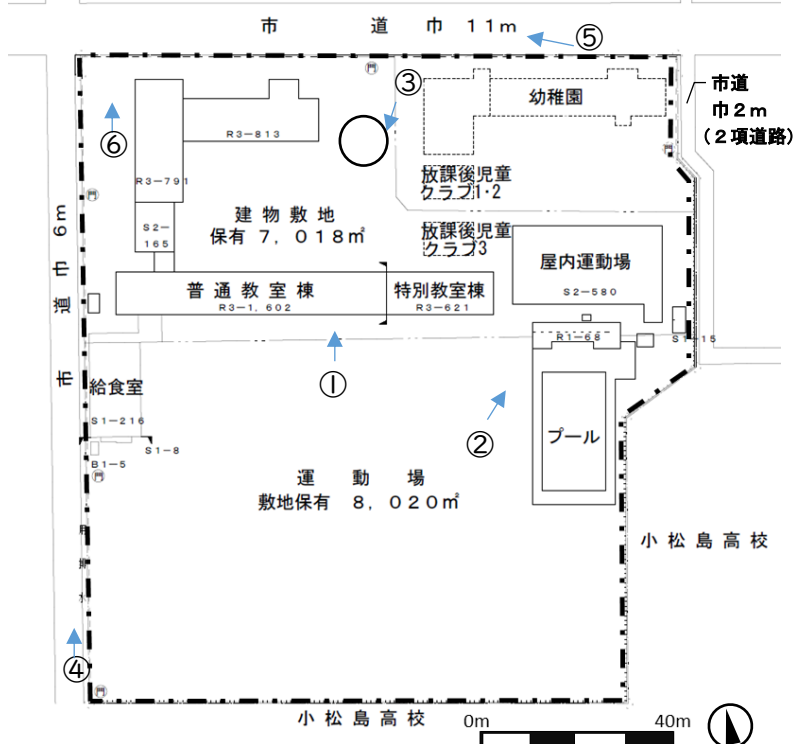 市 道 巾 11m
⑤
③
市道
巾2m
(2項道路)
幼稚園
⑥
R3-813
R3-791
放課後児童
クラブ1・2
建物敷地
保有 7,018㎡
S2-
165
放課後児童
クラブ3
屋内運動場
S2-580
市 道 巾 6m
普通教室棟
R3-1,602
特別教室棟
R3-621
R1-68
S1-15
①
給食室
S1-216
②
プール
S1-8
B1-5
運 動 場
敷地保有 8,020㎡
小松島高校
④
小松島高校
0m
40m